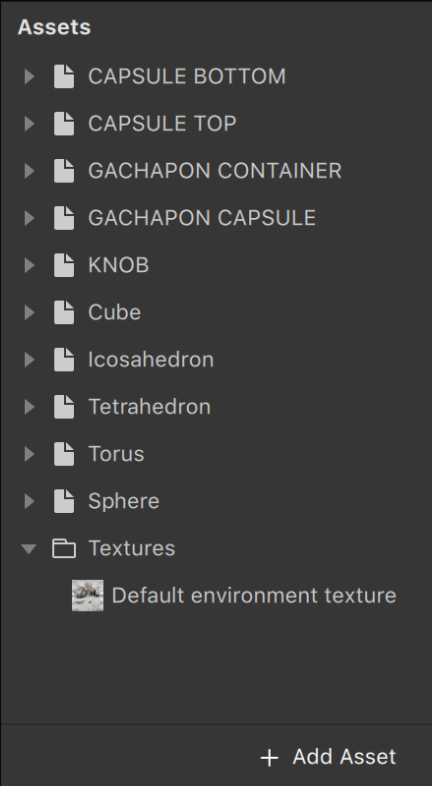 Assets
CAPSULE BOTTOM
CAPSULE TOP
GACHAPON CONTAINER
GACHAPON CAPSULE
KNOB
Cube
Icosahedron
Tetrahedron
Torus
Sphere
Textures
Default environment texture
+ Add Asset